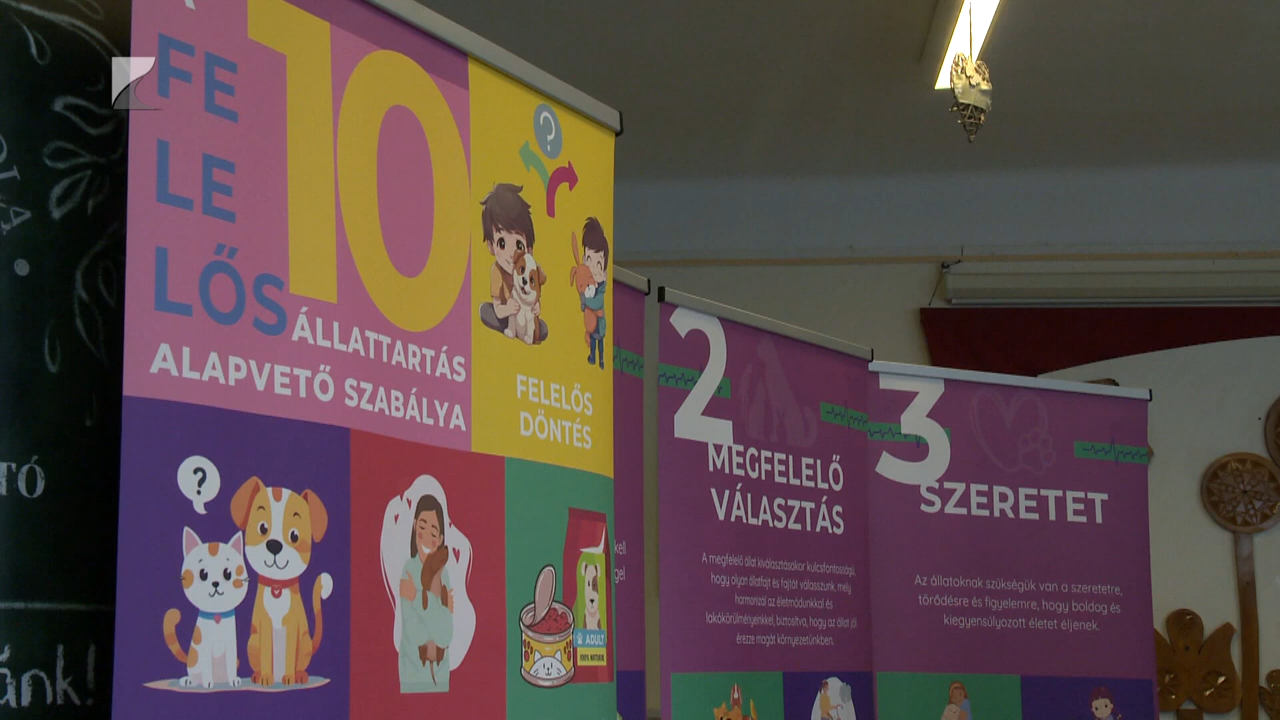 FE
LE
LŐS
10
ÁLLATTARTÁS
ALAPVETŐ SZABÁLYA
?
FELELŐS
DÖNTÉS
?
ADULT
2
MEGFELELŐ
VÁLASZTÁS
A megfelelő állat kiválasztásakor kulcsfontosságú,
hogy olyan állatfajt és fajtát válasszunk, mely
harmonizál az életmódunkkal és
lakókörülményeinkkel, biztosítva, hogy az állat jól
érezze magát környezetünkben.
3
SZERETET
Az állatoknak szükségük van a szeretetre,
törődésre és figyelemre, hogy boldog és
kiegyensúlyozott életet éljenek.